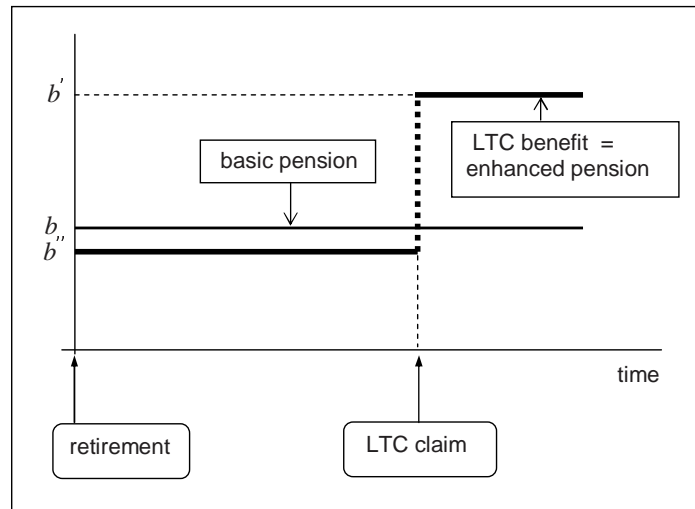 b'
LTC benefit =
enhanced pension
basic pension
b
b''
time
retirement
LTC claim